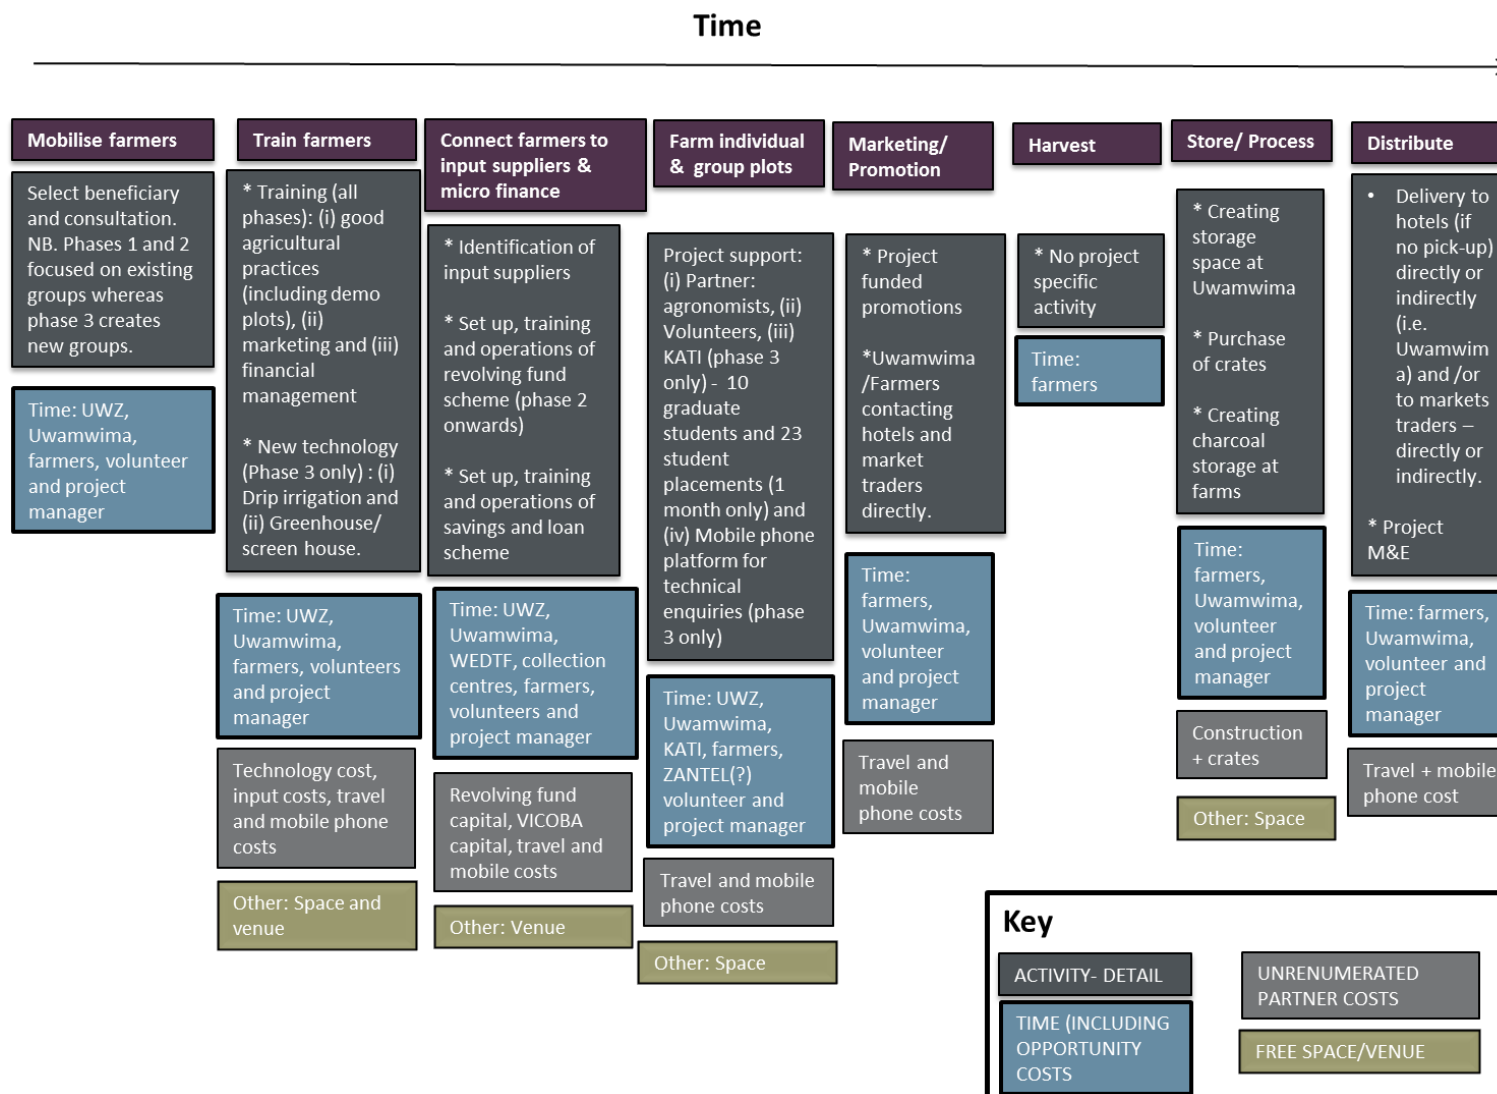 Time
Mobilise farmers
Select beneficiary
and consultation.
NB. Phases 1 and 2
focused on existing
groups whereas
phase 3 creates
new groups.
Time: UWZ,
Uwamwima,
farmers, volunteer
and project
manager
Train farmers
* Training (all
phases): (i) good
agricultural
practices
(including demo
plots), (ii)
marketing and (iii)
financial
management
* New technology
(Phase 3 only) : (i)
Drip irrigation and
(ii) Greenhouse/
screen house.
Time: UWZ,
Uwamwima,
farmers, volunteers
and project
manager
Technology cost,
input costs, travel
and mobile phone
costs
Other: Space and
venue
Connect farmers to
input suppliers &
micro finance
* Identification of
input suppliers
* Set up, training
and operations of
revolving fund
scheme (phase 2
onwards)
* Set up, training
and operations of
savings and loan
scheme
Time: UWZ,
Uwamwima,
WEDTF, collection
centres, farmers,
volunteers and
project manager
Revolving fund
capital, VICOBA
capital, travel and
mobile costs
Other: Venue
Farm individual
& group plots
Project support:
(i) Partner:
agronomists, (ii)
Volunteers, (iii)
KATI (phase 3
only) - 10
graduate
students and 23
student
placements (1
month only) and
(iv) Mobile phone
platform for
technical
enquiries (phase
3 only)
Time: UWZ,
Uwamwima,
KATI, farmers,
ZANTEL(?)
volunteer and
project manager
Travel and mobile
phone costs
Other: Space
Marketing/
Promotion
* Project
funded
promotions
*Uwamwima
/Farmers
contacting
hotels and
market
traders
directly.
Time:
farmers,
Uwamwima,
volunteer
and project
manager
Travel and
mobile
phone costs
Harvest
* No project
specific
activity
Time:
farmers
Store/ Process
* Creating
storage
space at
Uwamwima
* Purchase
of crates
* Creating
charcoal
storage at
farms
Time:
farmers,
Uwamwima,
volunteer
and project
manager
Construction
+ crates
Other: Space
Distribute
• Delivery to
hotels (if
no pick-up)
directly or
indirectly
(i.e.
Uwamwim
a) and /or
to markets
traders –
directly or
indirectly.
* Project
M&E
Time: farmers,
Uwamwima,
volunteer and
project
manager
Travel + mobile
phone cost
Key
ACTIVITY- DETAIL
TIME (INCLUDING
OPPORTUNITY
COSTS
UNRENUMERATED
PARTNER COSTS
FREE SPACE/VENUE